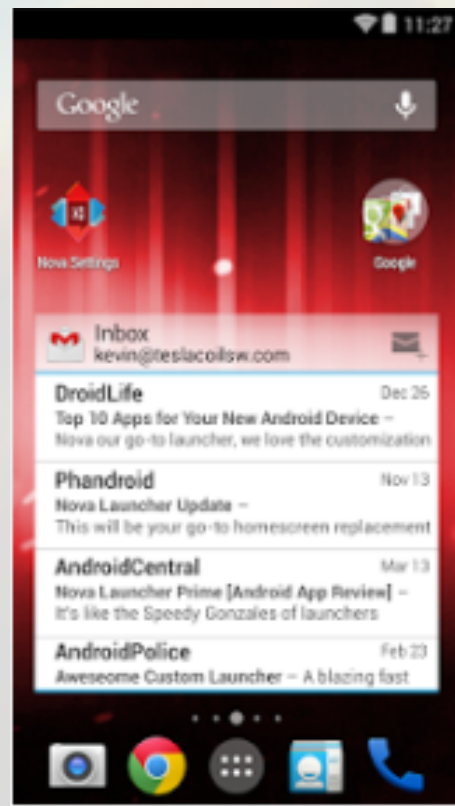 11:27
Google
Nova Settings
Google
Inbox
kevin@teslacoilsw.com
DroidLife Dec 26
Top 10 Apps for Your New Android Device –
Nova our go-to launcher, we love the customization
Phandroid Nov 13
Nova Launcher Update –
This will be your go-to homescreen replacement
AndroidCentral Mar 13
Nova Launcher Prime [Android App Review] –
It's like the Speedy Gonzales of launchers
AndroidPolice Feb 23
Aweseome Custom Launcher – A blazing fast